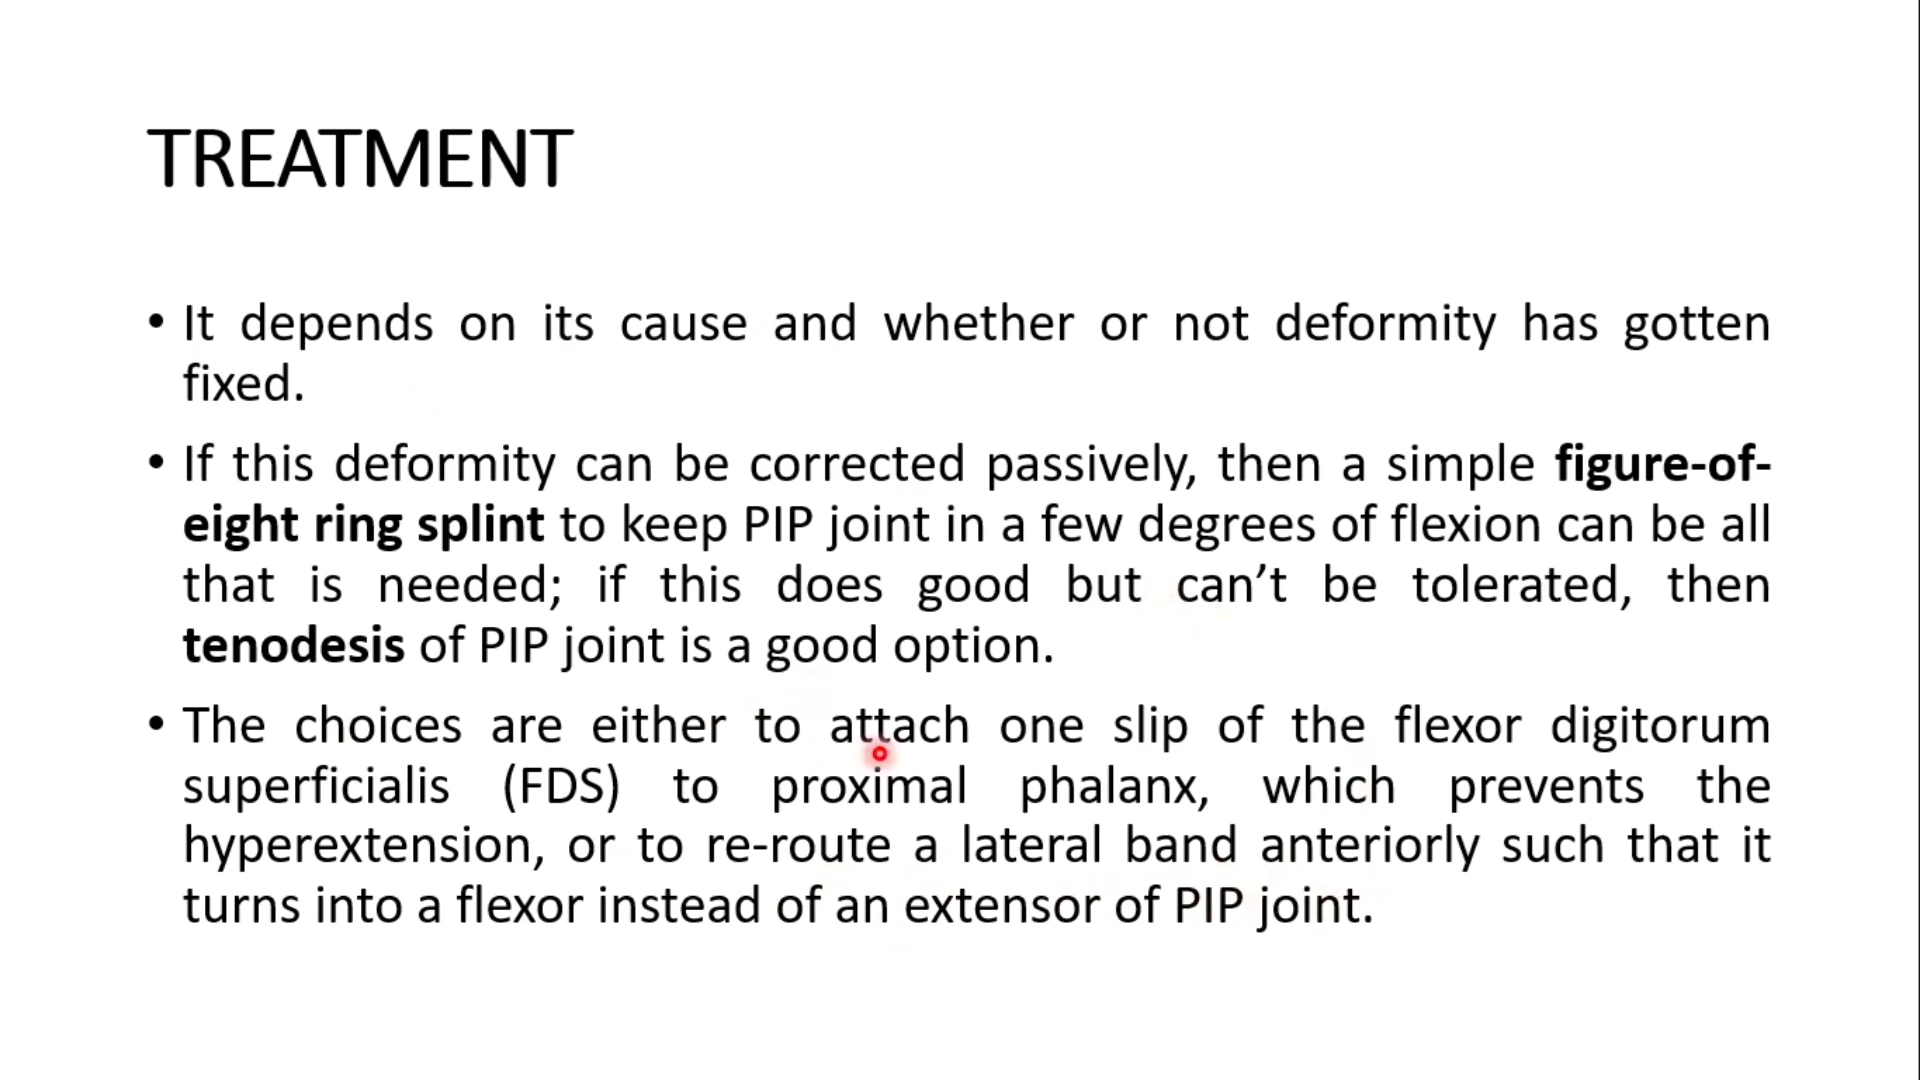 TREATMENT
• It depends on its cause and whether or not deformity has gotten
fixed.
• If this deformity can be corrected passively, then a simple figure-of-
eight ring splint to keep PIP joint in a few degrees of flexion can be all
that is needed; if this does good but can’t be tolerated, then
tenodesis of PIP joint is a good option.
• The choices are either to attach one slip of the flexor digitorum
superficialis (FDS) to proximal phalanx, which prevents the
hyperextension, or to re-route a lateral band anteriorly such that it
turns into a flexor instead of an extensor of PIP joint.